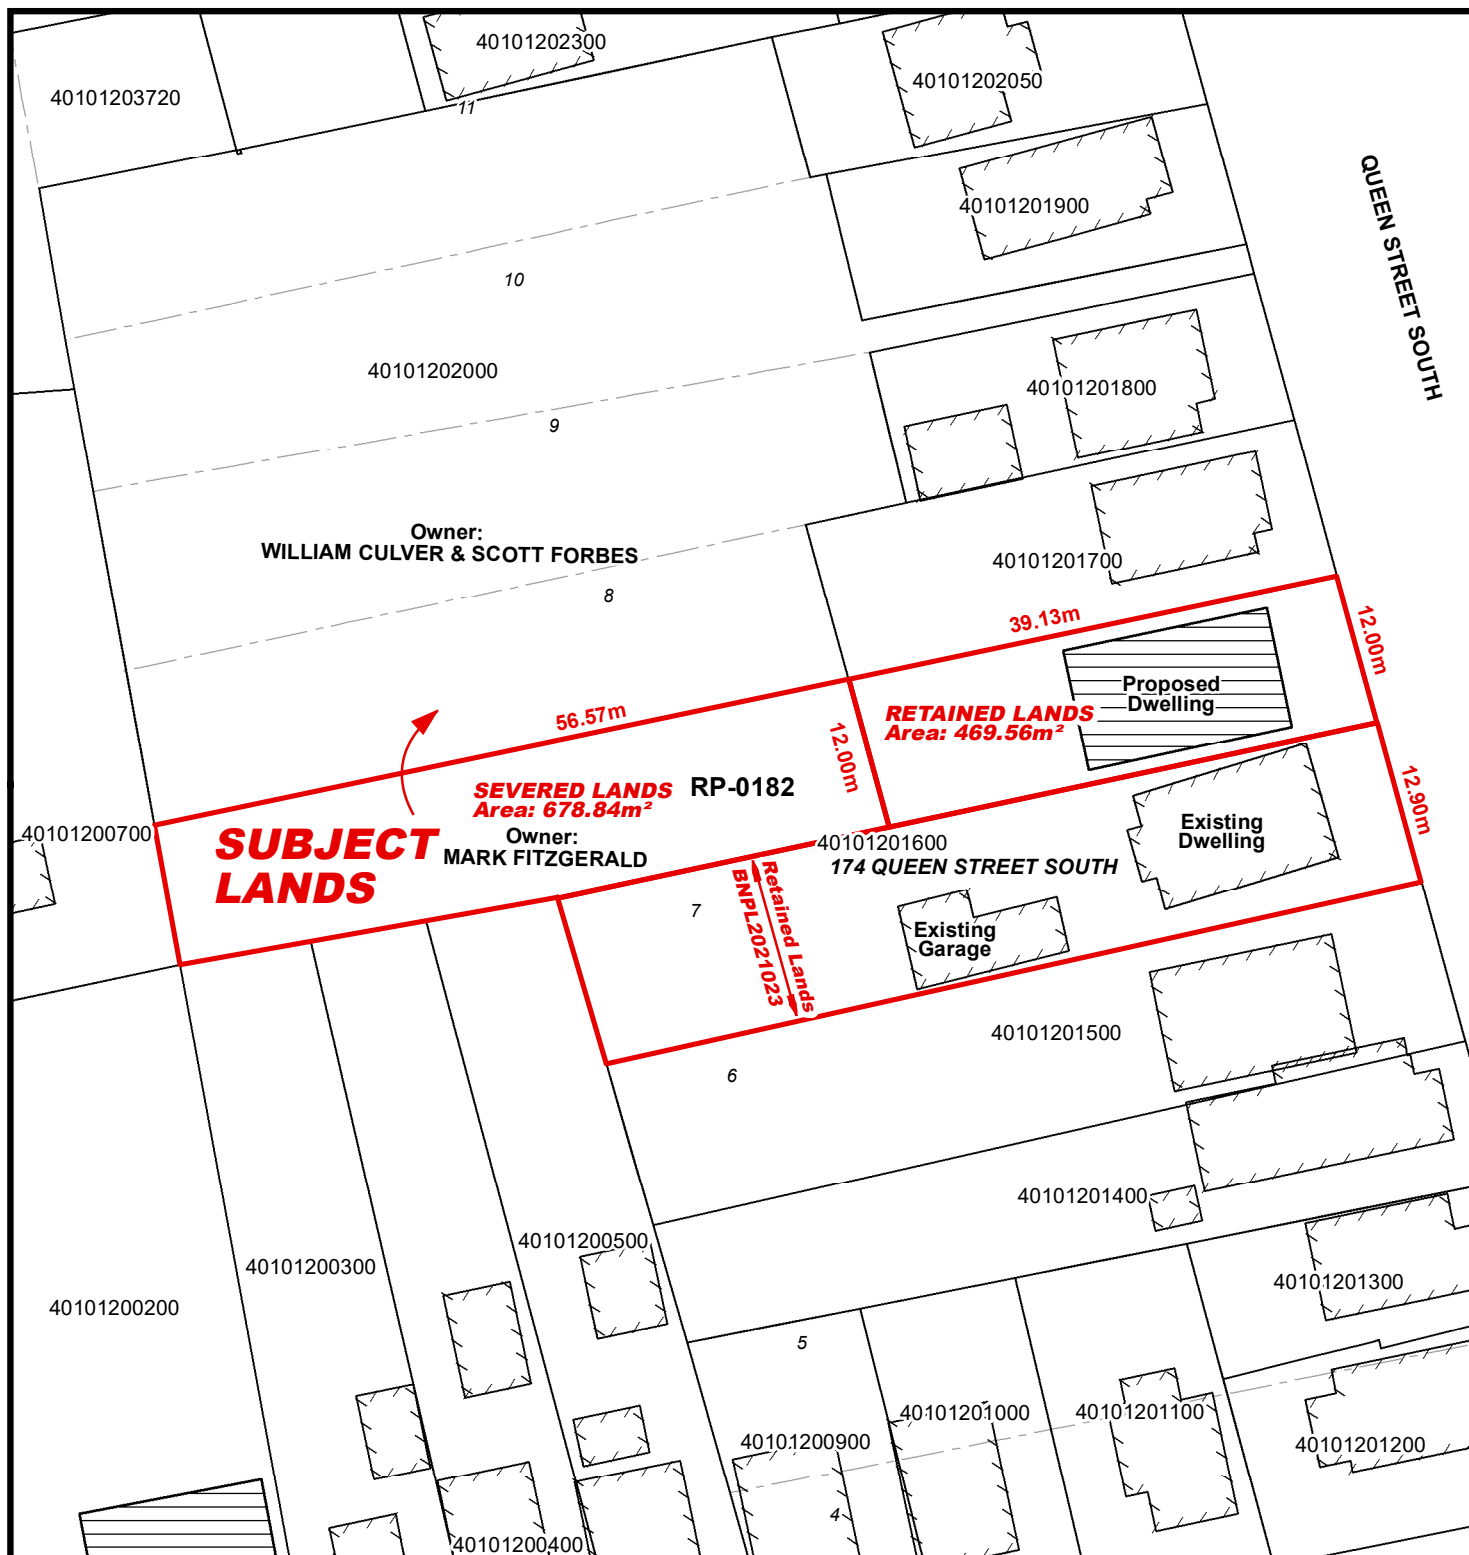 40101202300
40101202050
40101203720
11
40101201900
QUEEN STREET SOUTH
10
40101202000
40101201800
9
Owner:
WILLIAM CULVER & SCOTT FORBES
40101201700
8
39.13m
12.00m
Proposed
Dwelling
56.57m
RETAINED LANDS
Area: 469.56m²
12.00m
SEVERED LANDS
Area: 678.84m²
RP-0182
12.90m
40101200700
SUBJECT
LANDS
Owner:
MARK FITZGERALD
40101201600
174 QUEEN STREET SOUTH
Existing
Dwelling
7
Retained Lands
BNPL2021023
Existing
Garage
40101201500
6
40101201400
40101200500
40101200300
40101201300
40101200200
5
40101201000
40101201100
40101200900
40101201200
4
40101200400